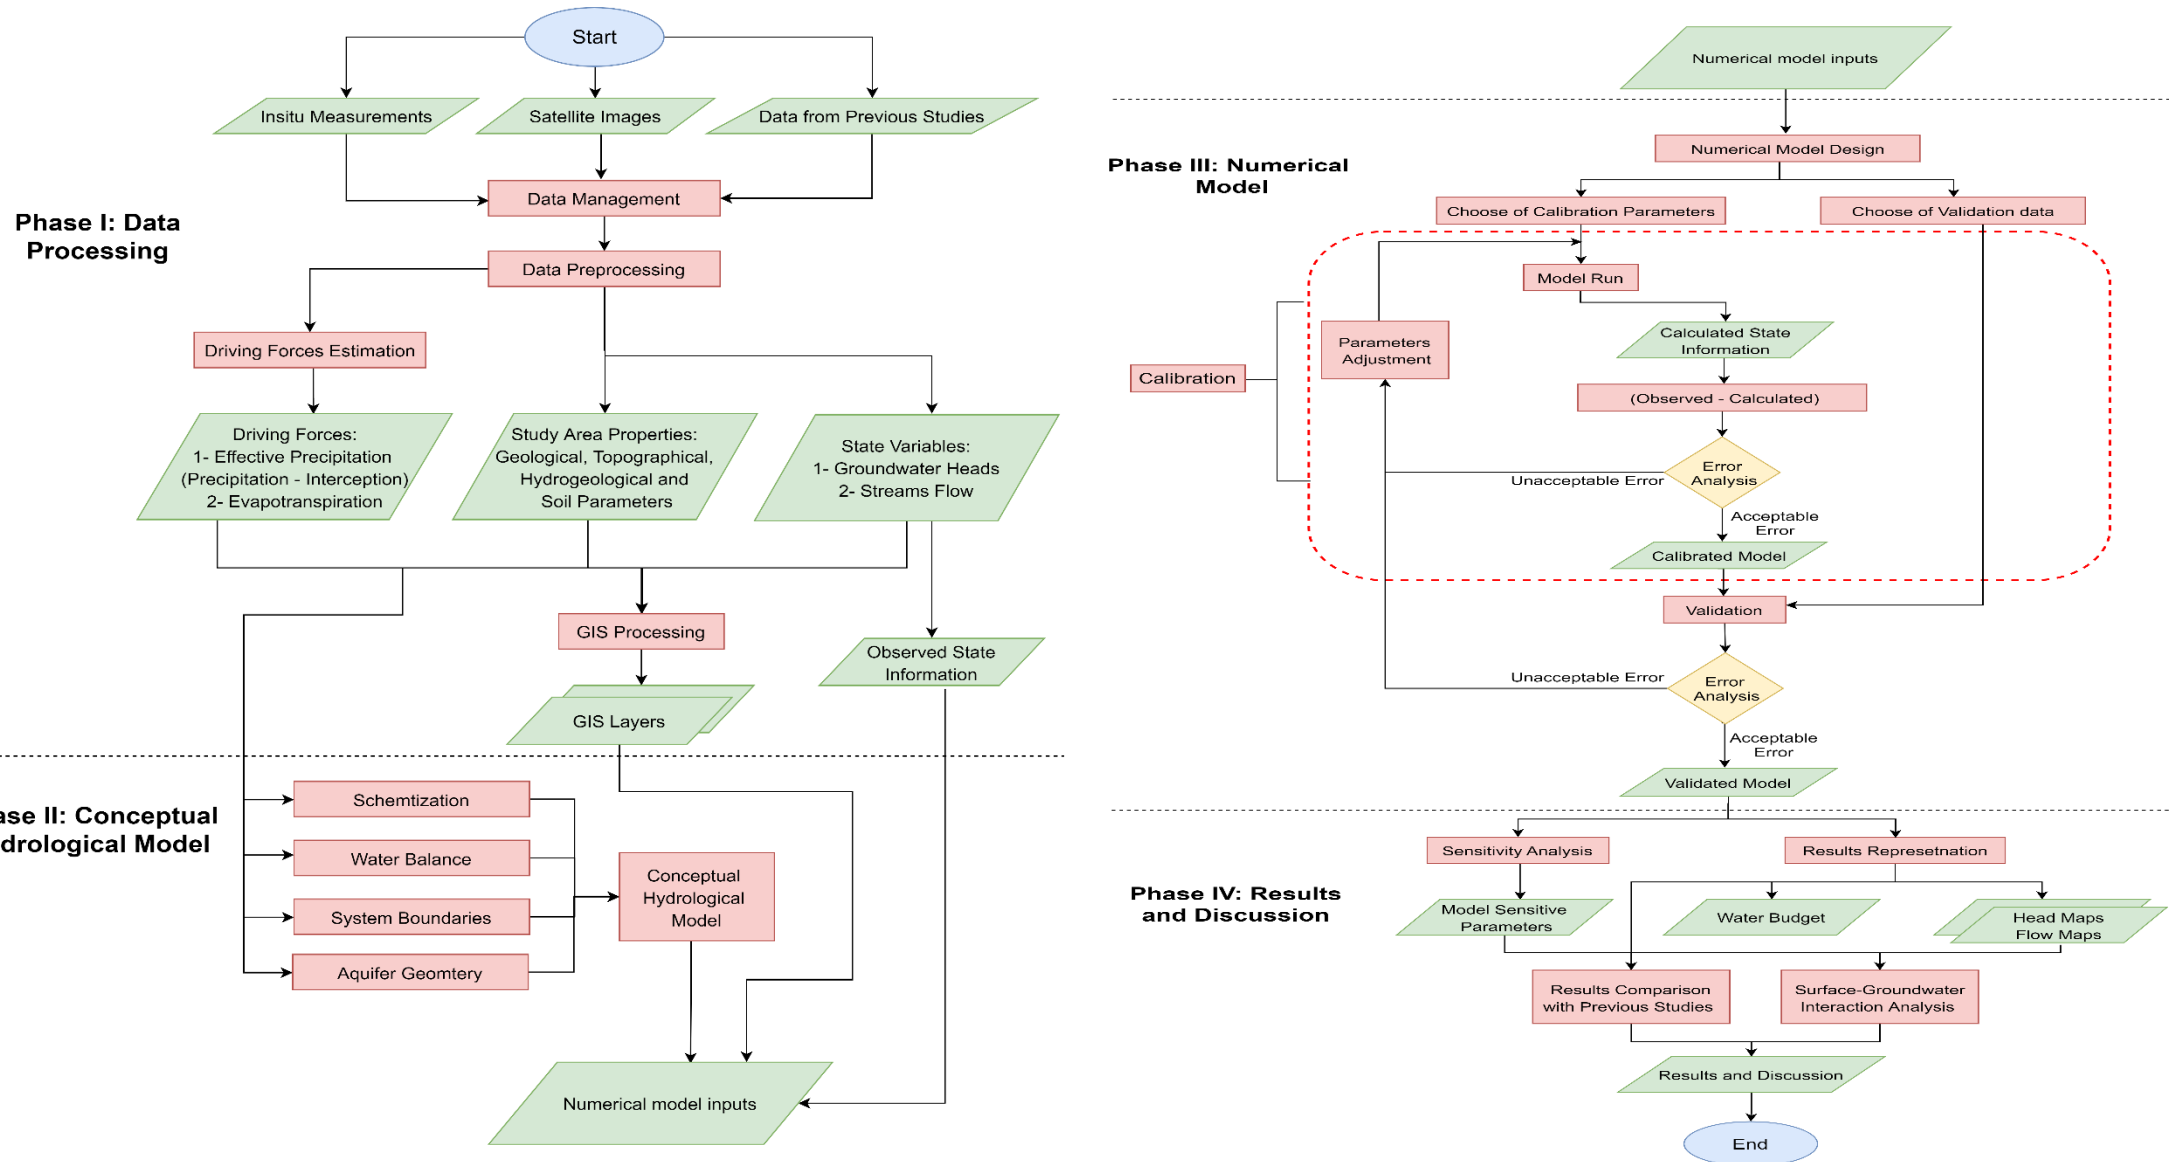 Start
Insitu Measurements
Satellite Images
Data from Previous Studies
Data Management
Phase I: Data
Processing
Data Preprocessing
Driving Forces Estimation
Driving Forces:
1- Effective Precipitation
(Precipitation - Interception)
2- Evapotranspiration
Study Area Properties:
Geological, Topographical,
Hydrogeological and
Soil Parameters
State Variables:
1- Groundwater Heads
2- Streams Flow
GIS Processing
Observed State
Information
GIS Layers
ase II: Conceptual
drological Model
Schemtization
Water Balance
System Boundaries
Aquifer Geomtery
Conceptual
Hydrological
Model
Numerical model inputs
Numerical model inputs
Phase III: Numerical
Model
Numerical Model Design
Choose of Calibration Parameters
Choose of Validation data
Model Run
Calculated State
Information
Parameters
Adjustment
Calibration
(Observed - Calculated)
Error
Analysis
Unacceptable Error
Acceptable
Error
Calibrated Model
Validation
Error
Analysis
Unacceptable Error
Acceptable
Error
Validated Model
Phase IV: Results
and Discussion
Sensitivity Analysis
Results Represetnation
Model Sensitive
Parameters
Water Budget
Head Maps
Flow Maps
Results Comparison
with Previous Studies
Surface-Groundwater
Interaction Analysis
Results and Discussion
End